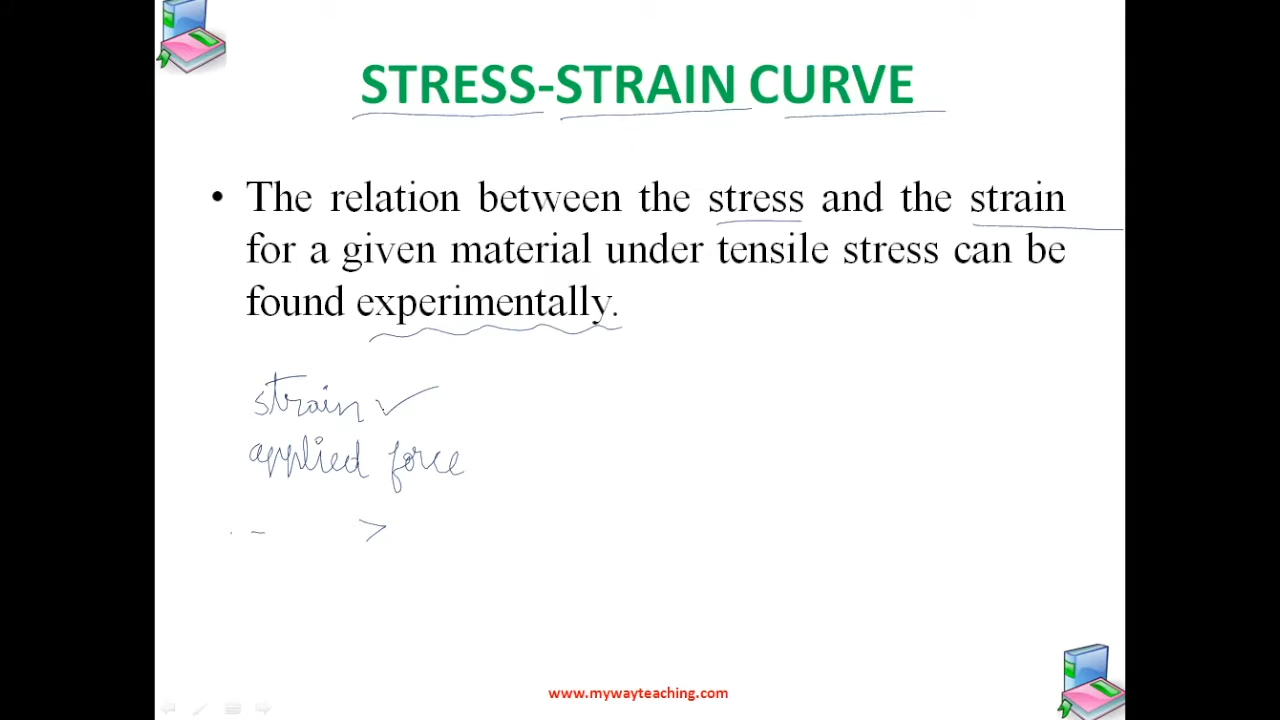 STRESS-STRAIN CURVE
• The relation between the stress and the strain
for a given material under tensile stress can be
found experimentally.
strain ✓
applied force
>
www.mywayteaching.com